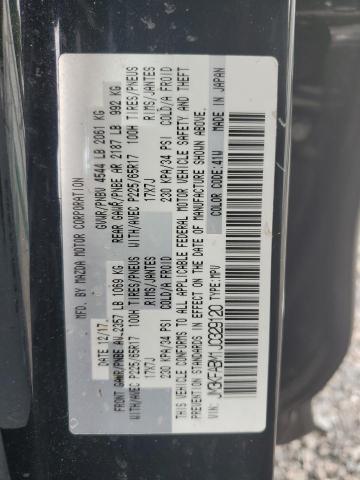 MFD. BY MAZDA MOTOR CORPORATION
DATE 12/17 GVWR/PNBV 4544 LB 2061 KG
FRONT GAWR/PNBE AV 2357 LB 1069 KG REAR GAWR/PNBE AR 2187 LB 992 KG
WITH/AVEC P225/65R17 100H TIRES/PNEUS WITH/AVEC P225/65R17 100H TIRES/PNEUS
17X7J RIMS/JANTES 17X7J RIMS/JANTES
230 KPA/34 PSI COLD/A FROID 230 KPA/34 PSI COLD/A FROID
THIS VEHICLE CONFORMS TO ALL APPLICABLE FEDERAL MOTOR VEHICLE SAFETY AND THEFT
PREVENTION STANDARDS IN EFFECT ON THE DATE OF MANUFACTURE SHOWN ABOVE.
MADE IN JAPAN
COLOR CODE:41W
JM3KFABM1J0329120 TYPE:MPV